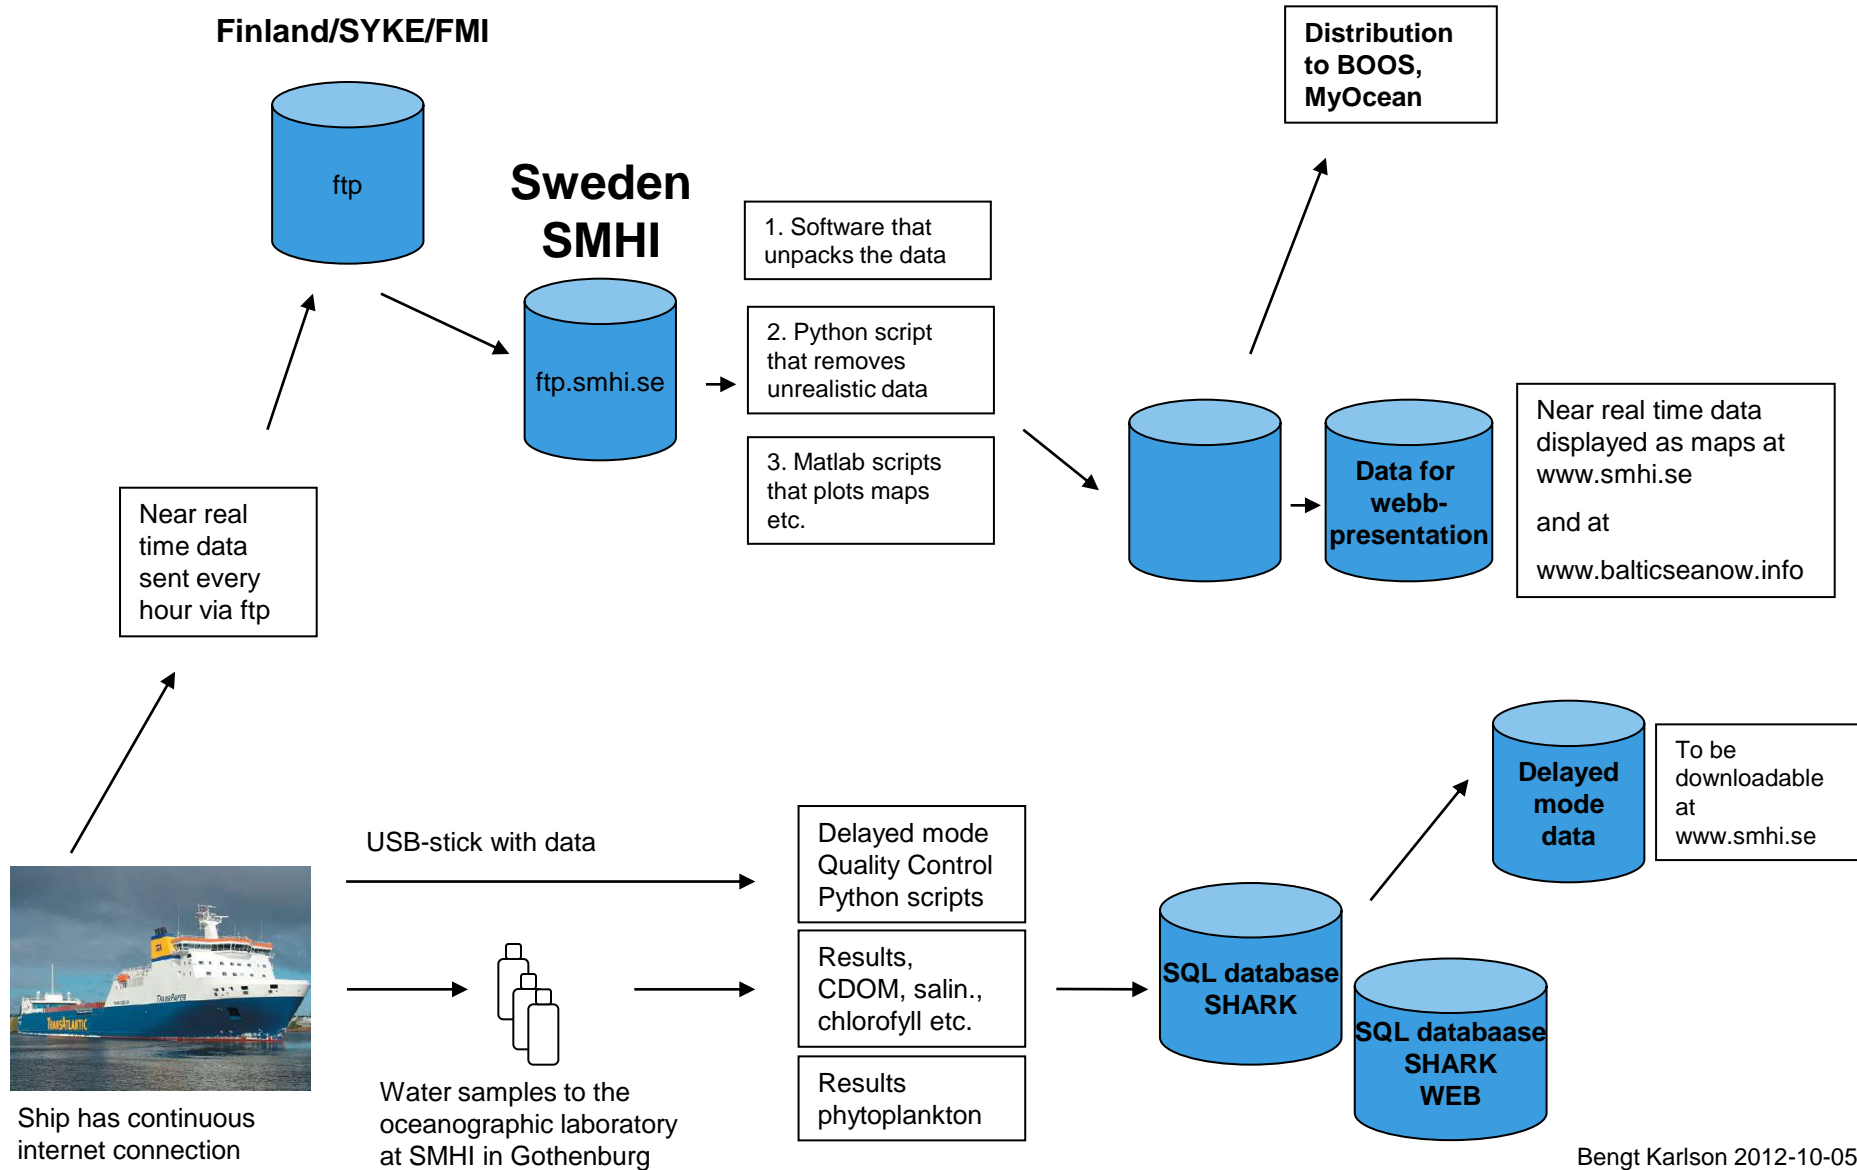 Finland/SYKE/FMI
ftp
Sweden
SMHI
ftp.smhi.se
1. Software that
unpacks the data
2. Python script
that removes
unrealistic data
3. Matlab scripts
that plots maps
etc.
Distribution
to BOOS,
MyOcean
Data for
webb-
presentation
Near real time data
displayed as maps at
www.smhi.se
and at
www.balticseanow.info
Near real
time data
sent every
hour via ftp
USB-stick with data
Delayed mode
Quality Control
Python scripts
Results,
CDOM, salin.,
chlorofyll etc.
Results
phytoplankton
SQL database
SHARK
SQL databaase
SHARK
WEB
Delayed
mode
data
To be
downloadable
at
www.smhi.se
TRANSPAPER
TRANSATLANTIC
Ship has continuous
internet connection
Water samples to the
oceanographic laboratory
at SMHI in Gothenburg
Bengt Karlson 2012-10-05